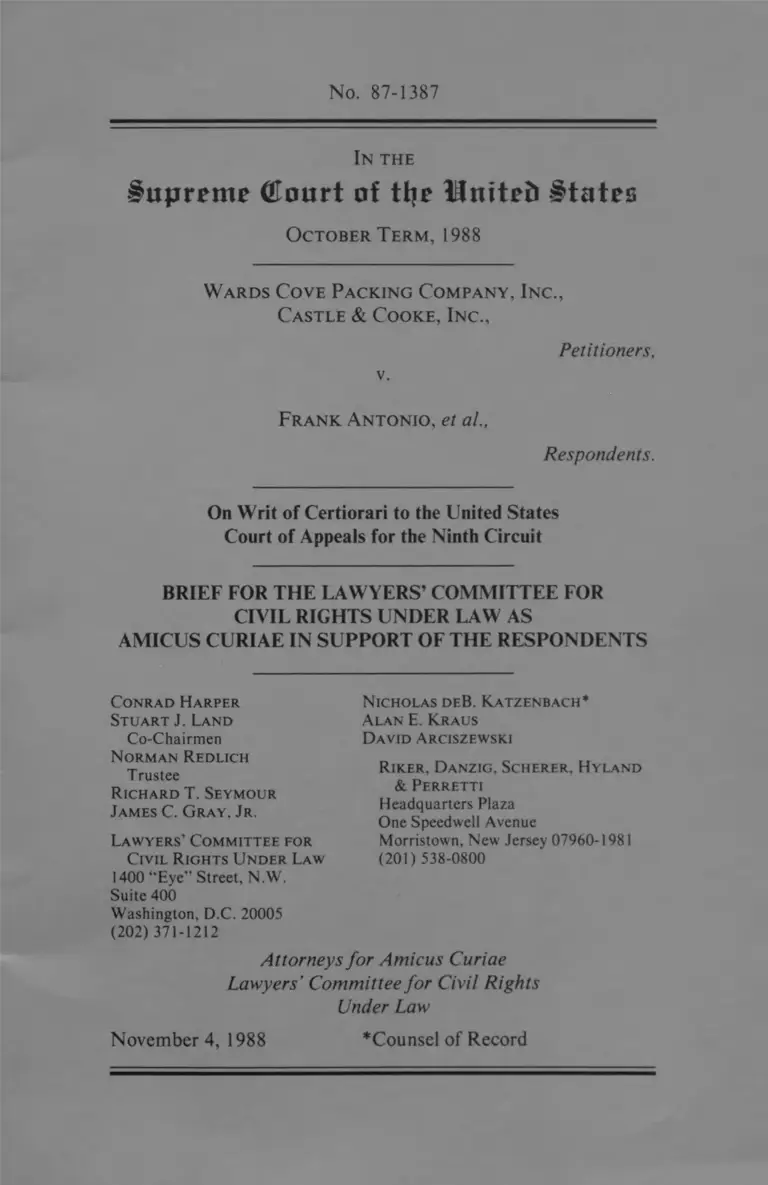 No. 87-1387
IN THE
Supreme Court of the United States
OCTOBER TERM, 1988
WARDS COVE PACKING COMPANY, INC.,
CASTLE & COOKE, INC.,
Petitioners,
v.
FRANK ANTONIO, et al.,
Respondents.
On Writ of Certiorari to the United States
Court of Appeals for the Ninth Circuit
BRIEF FOR THE LAWYERS' COMMITTEE FOR
CIVIL RIGHTS UNDER LAW AS
AMICUS CURIAE IN SUPPORT OF THE RESPONDENTS
CONRAD HARPER
STUART J. LAND
Co-Chairmen
NORMAN REDLICH
Trustee
RICHARD T. SEYMOUR
JAMES C. GRAY, JR.
LAWYERS' COMMITTEE FOR
CIVIL RIGHTS UNDER LAW
1400 "Eye" Street, N.W.
Suite 400
Washington, D.C. 20005
(202) 371-1212
NICHOLAS DEB. KATZENBACH*
ALAN E. KRAUS
DAVID ARCISZEWSKI
RIKER, DANZIG, SCHERER, HYLAND
& PERRETTI
Headquarters Plaza
One Speedwell Avenue
Morristown, New Jersey 07960-1981
(201) 538-0800
Attorneys for Amicus Curiae
Lawyers' Committee for Civil Rights
Under Law
November 4, 1988
*Counsel of Record